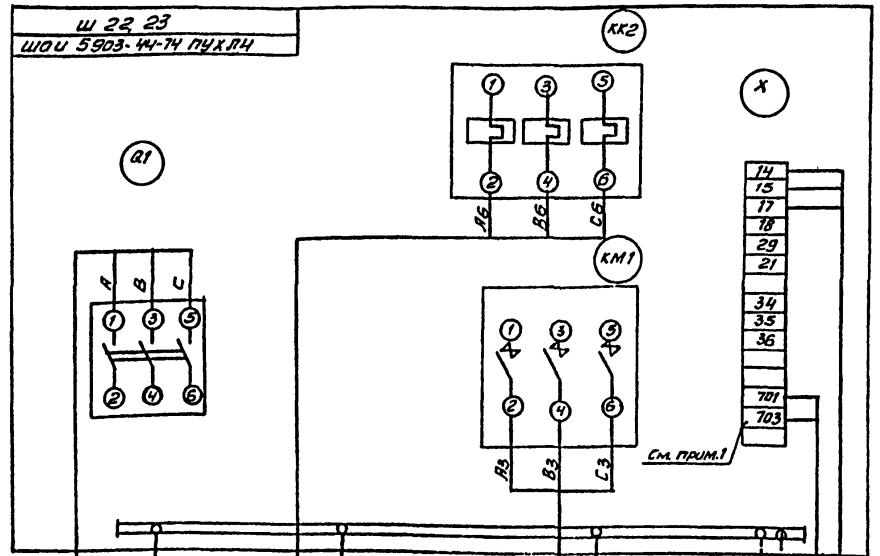 Ш 22, 23
ШОИ 5903-44-74 ПУХЛ4
КК2
1 3 5
2 4 6
А6 В6 С6
Х
14
15
17
18
29
21
34
35
36
701
703
См. прим.1
Q1
А В С
1 3 5
2 4 6
КМ1
1 3 5
2 4 6
А3 В3 С3